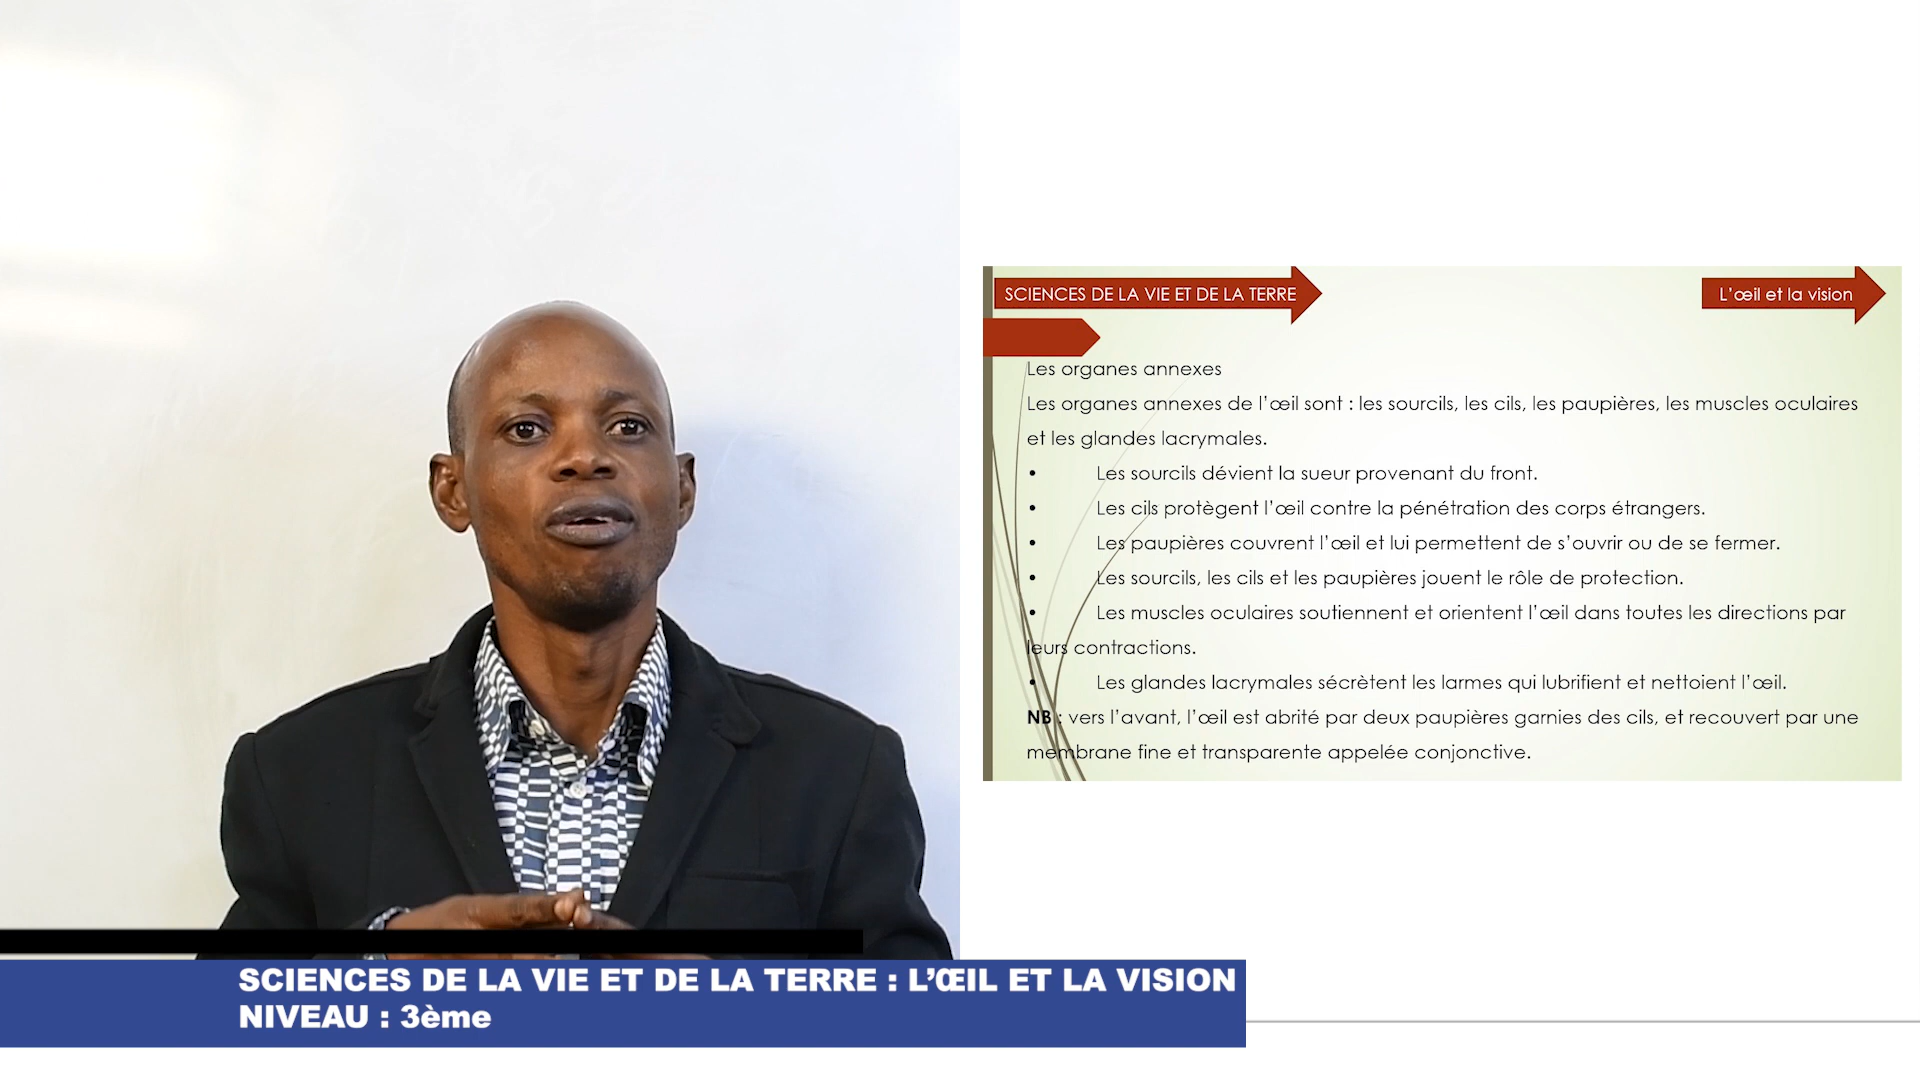 SCIENCES DE LA VIE ET DE LA TERRE
L'œil et la vision
Les organes annexes
Les organes annexes de l'œil sont : les sourcils, les cils, les paupières, les muscles oculaires
et les glandes lacrymales.
• Les sourcils dévient la sueur provenant du front.
• Les cils protègent l'œil contre la pénétration des corps étrangers.
• Les paupières couvrent l'œil et lui permettent de s'ouvrir ou de se fermer.
• Les sourcils, les cils et les paupières jouent le rôle de protection.
• Les muscles oculaires soutiennent et orientent l'œil dans toutes les directions par
leurs contractions.
• Les glandes lacrymales sécrètent les larmes qui lubrifient et nettoient l'œil.
NB : vers l'avant, l'œil est abrité par deux paupières garnies des cils, et recouvert par une
membrane fine et transparente appelée conjonctive.
SCIENCES DE LA VIE ET DE LA TERRE : L'ŒIL ET LA VISION
NIVEAU : 3ème